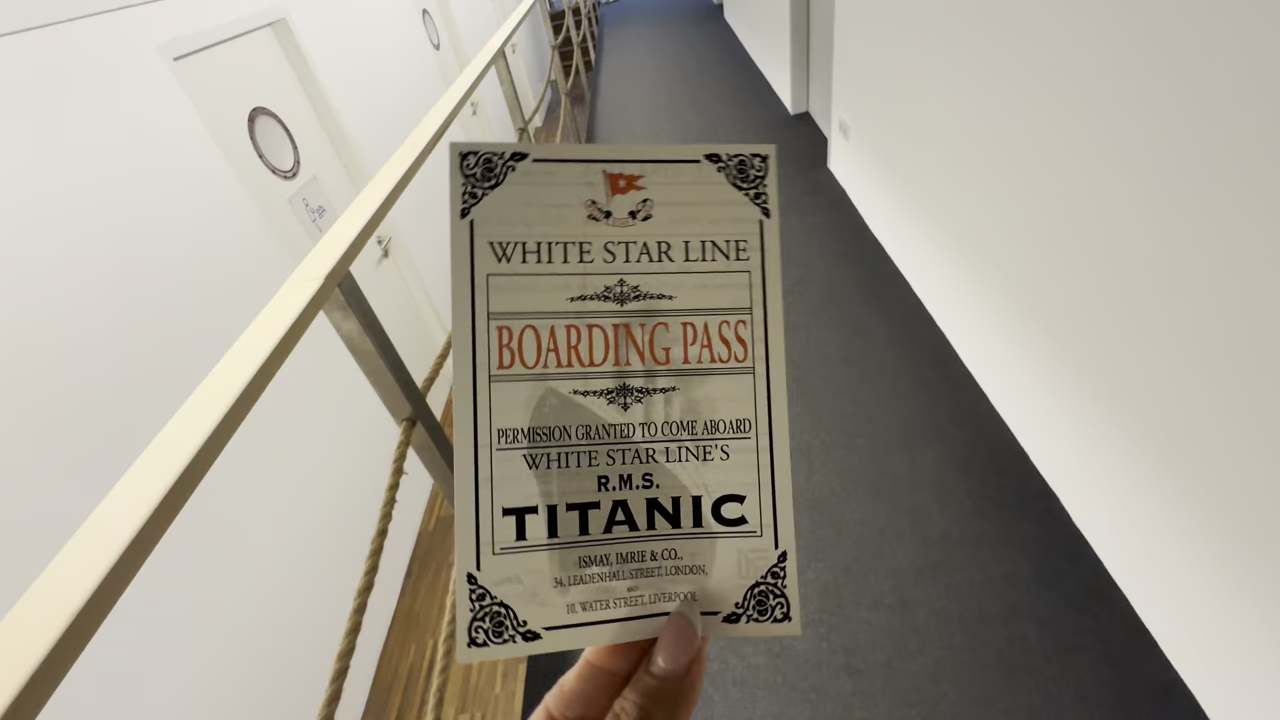 WHITE STAR LINE
BOARDING PASS
PERMISSION GRANTED TO COME ABOARD
WHITE STAR LINE'S
R.M.S.
TITANIC
ISMAY, IMRIE & CO.,
34, LEADENHALL STREET, LONDON,
AND
10, WATER STREET, LIVERPOOL